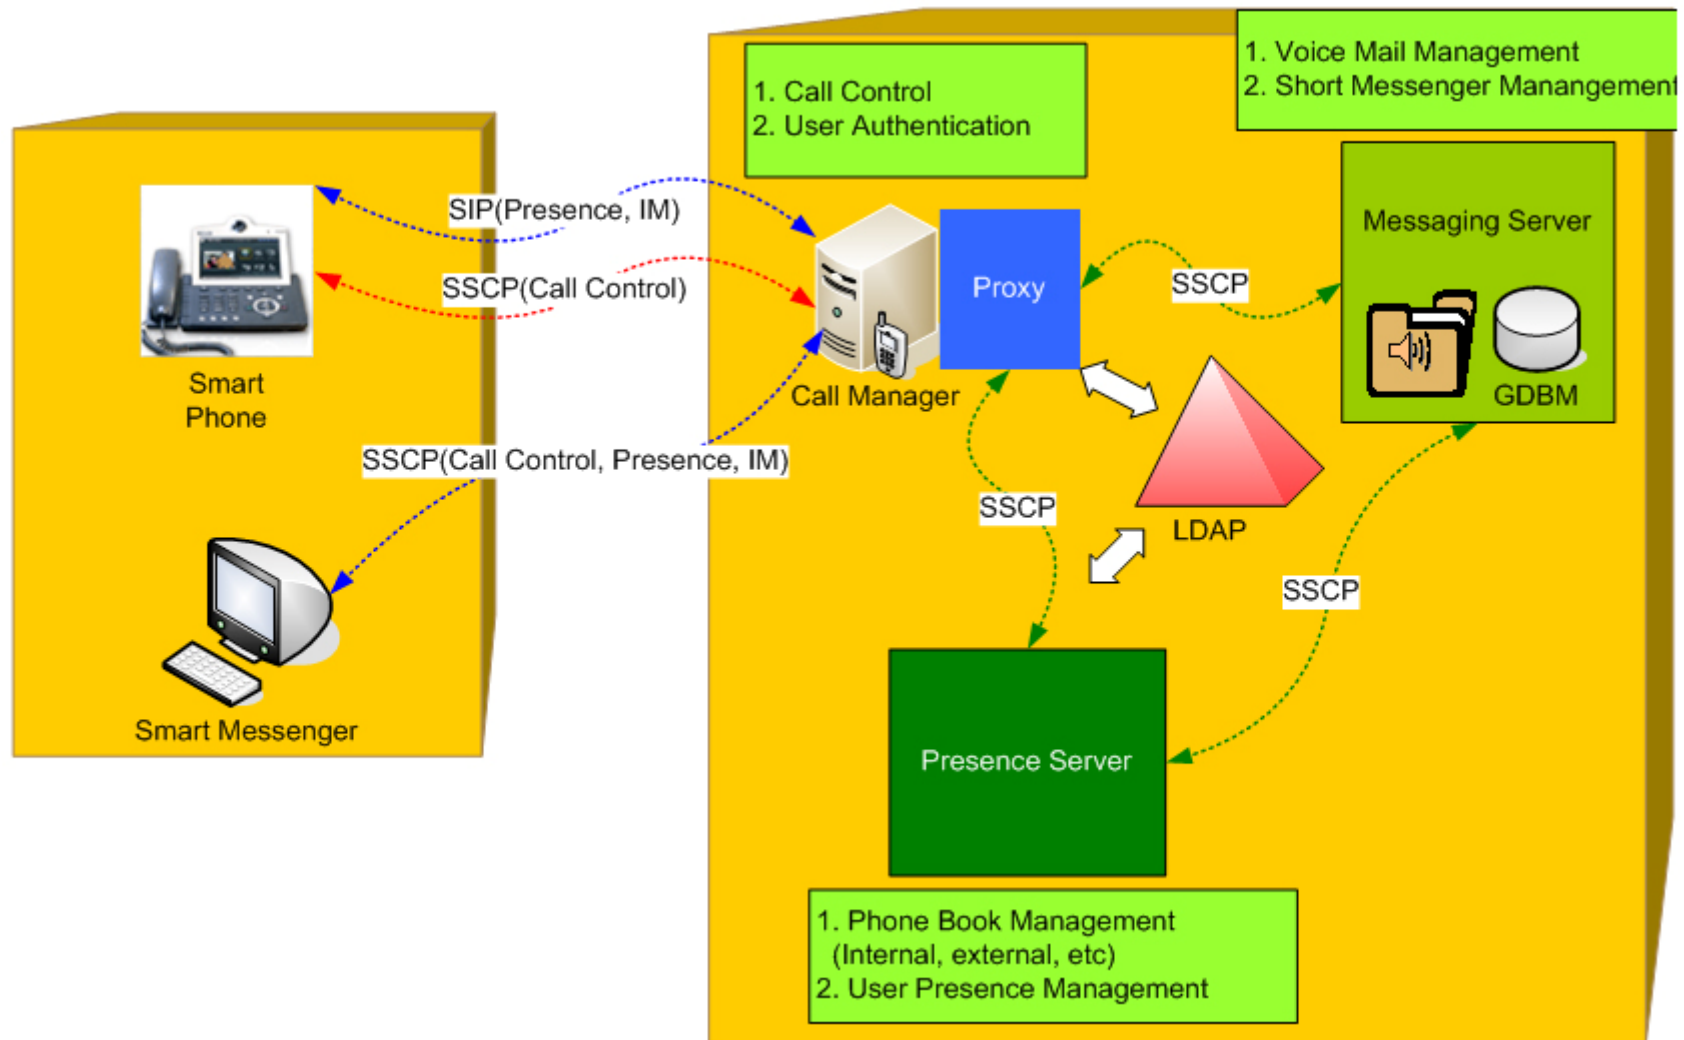 1. Voice Mail Management
2. Short Messenger Manangement
1. Call Control
2. User Authentication
SIP(Presence, IM)
SSCP(Call Control)
Smart
Phone
Call Manager
Proxy
SSCP
Messaging Server
GDBM
SSCP(Call Control, Presence, IM)
SSCP
LDAP
SSCP
Smart Messenger
Presence Server
1. Phone Book Management
(Internal, external, etc)
2. User Presence Management